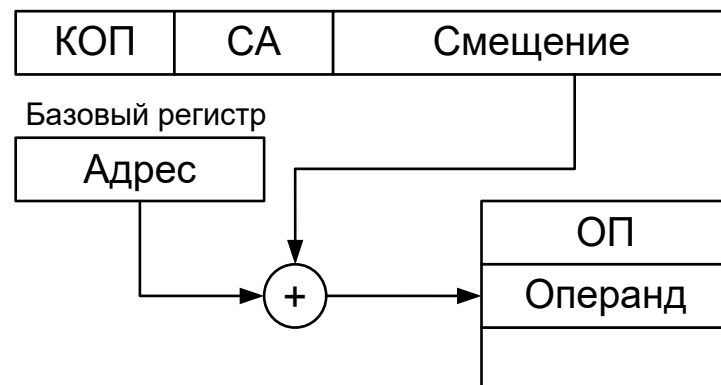 КОП СА Смещение
Базовый регистр
Адрес
ОП
+
Операнд